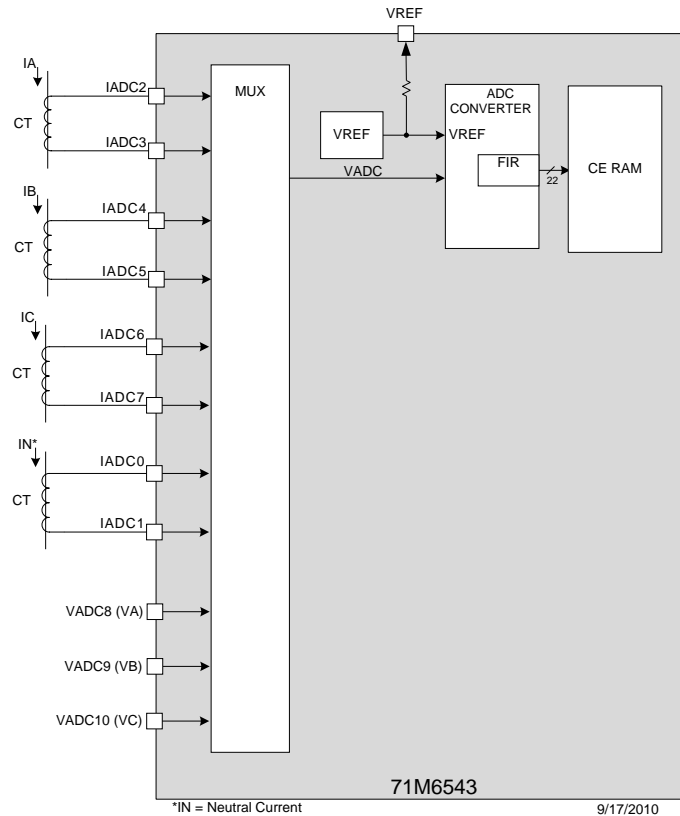 VREF
IA
IADC2
MUX
ADC
CONVERTER
CT
VREF
VREF
IADC3
FIR
CE RAM
VADC
22
IB
IADC4
CT
IADC5
IC
IADC6
CT
IADC7
IN*
IADC0
CT
IADC1
VADC8 (VA)
VADC9 (VB)
VADC10 (VC)
71M6543
*IN = Neutral Current
9/17/2010